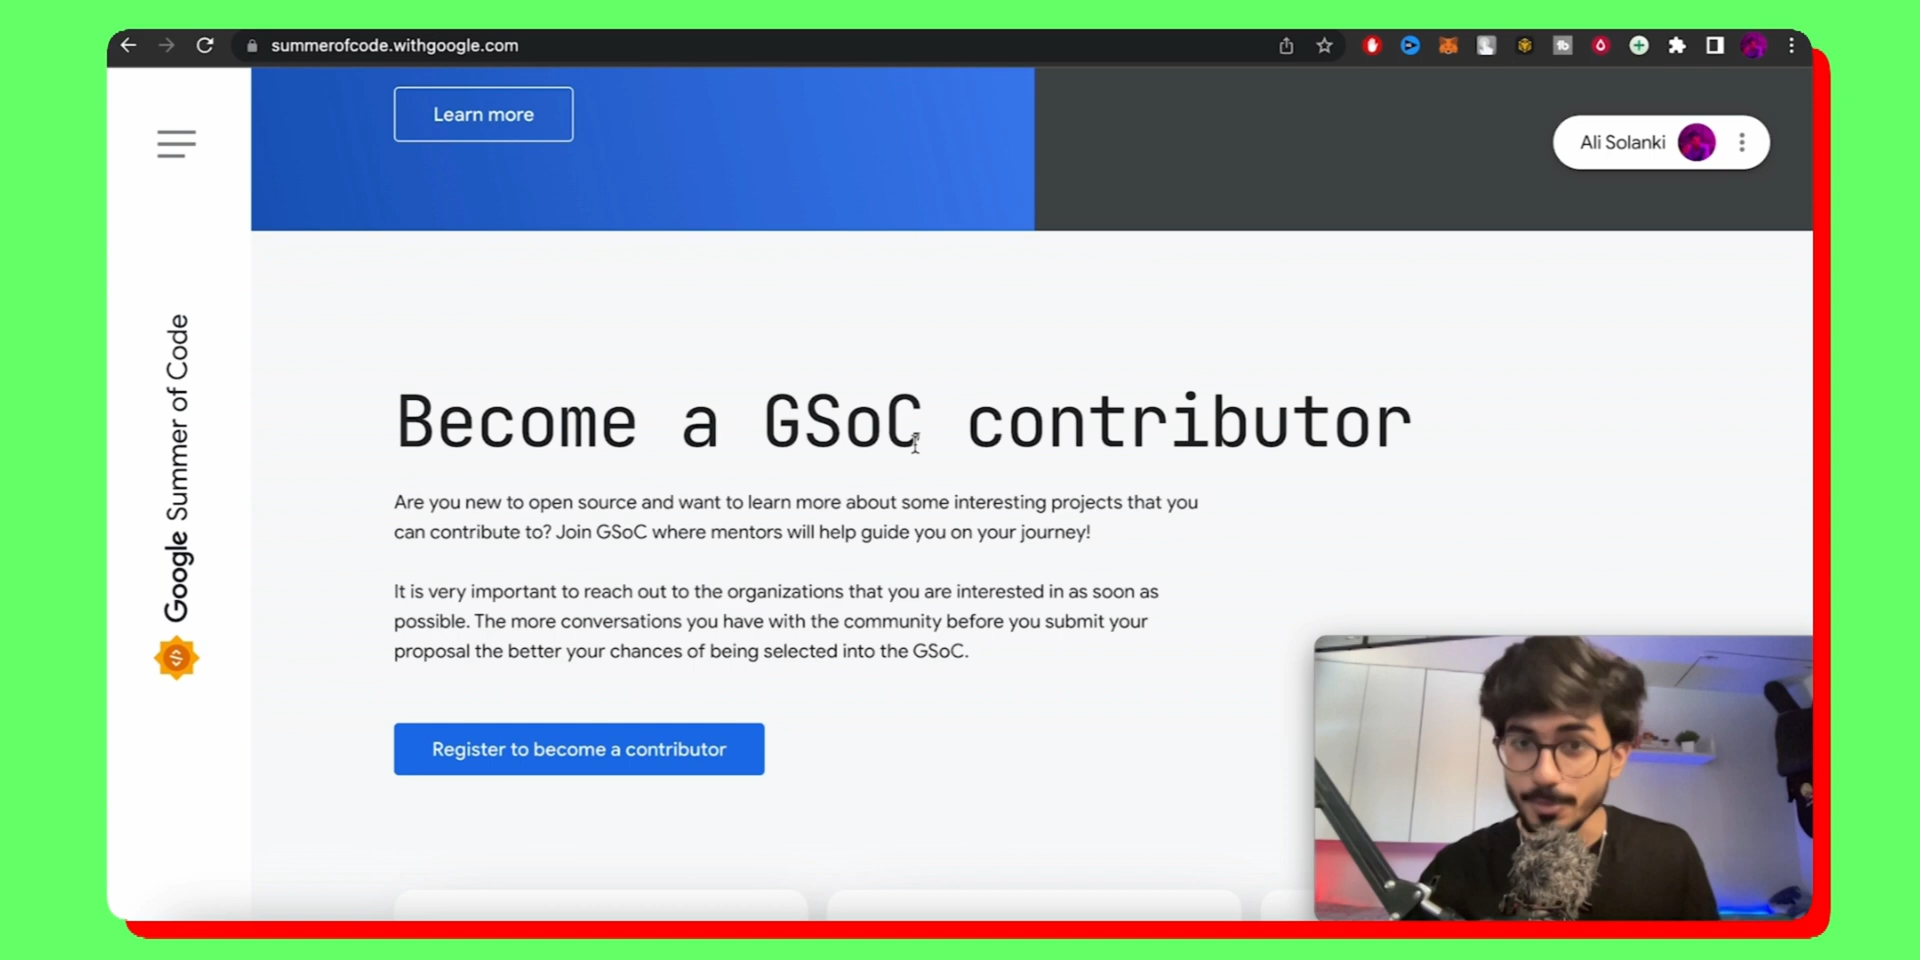 summerofcode.withgoogle.com
Learn more
Ali Solanki
Google Summer of Code
Become a GSoC contributor
Are you new to open source and want to learn more about some interesting projects that you
can contribute to? Join GSoC where mentors will help guide you on your journey!
It is very important to reach out to the organizations that you are interested in as soon as
possible. The more conversations you have with the community before you submit your
proposal the better your chances of being selected into the GSoC.
Register to become a contributor